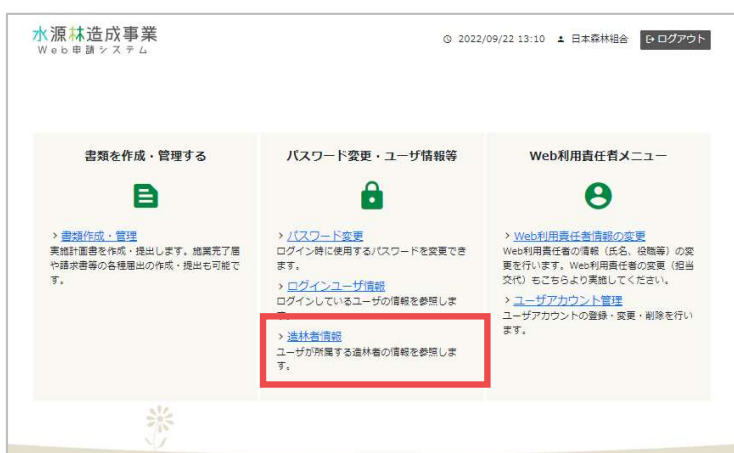 水源林造成事業
Web申請システム
2022/09/22 13:10 日本森林組合 ログアウト
書類を作成・管理する
> 書類作成・管理
実施計画書を作成・提出します。施業完了届
や請求書等の各種届出の作成・提出も可能で
す。
パスワード変更・ユーザ情報等
> パスワード変更
ログイン時に使用するパスワードを変更でき
ます。
> ログインユーザ情報
ログインしているユーザの情報を参照しま
す。
> 造林者情報
ユーザが所属する造林者の情報を参照しま
す。
Web利用責任者メニュー
> Web利用責任者情報の変更
Web利用責任者の情報（氏名、役職等）の変
更を行います。Web利用責任者の変更（担当
交代）もこちらより実施してください。
> ユーザアカウント管理
ユーザアカウントの登録・変更・削除を行い
ます。